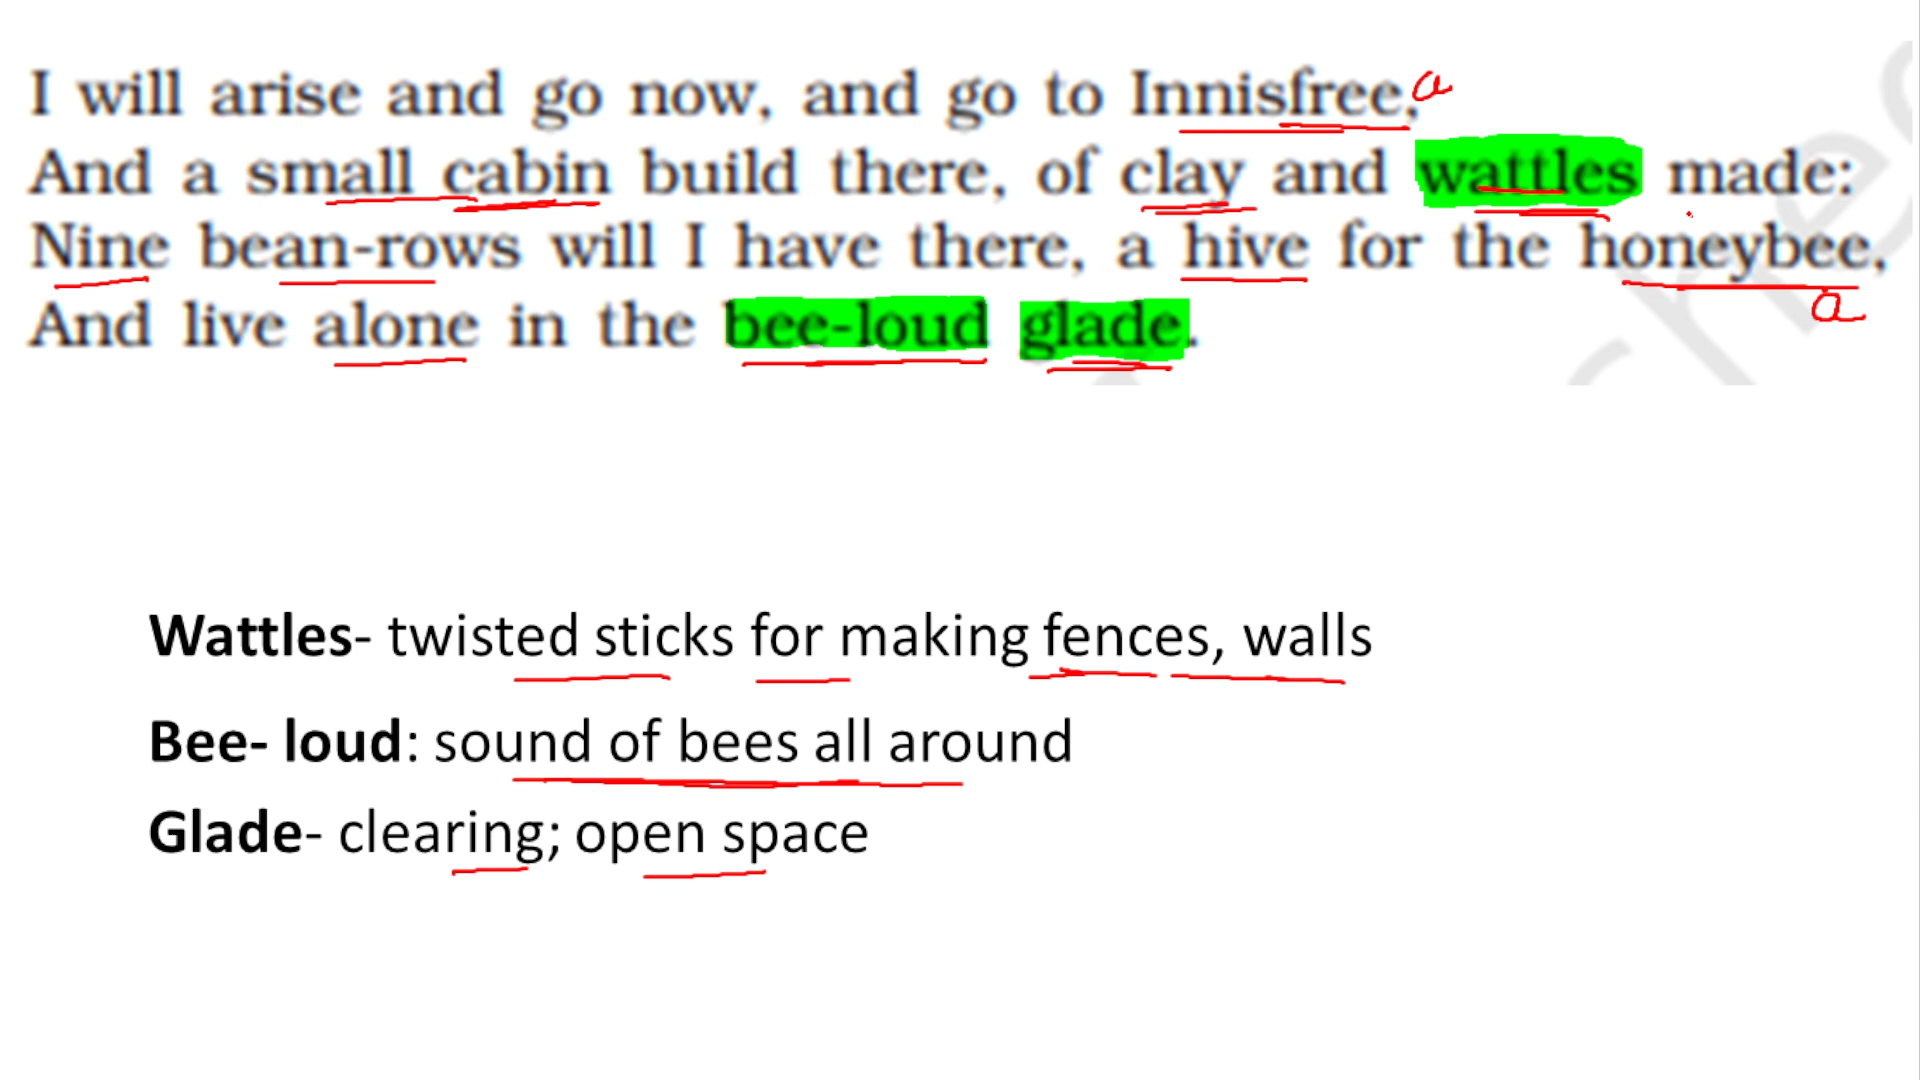 I will arise and go now, and go to Innisfree, a
And a small cabin build there, of clay and wattles made:
Nine bean-rows will I have there, a hive for the honeybee,
a
And live alone in the bee-loud glade.
Wattles- twisted sticks for making fences, walls
Bee- loud: sound of bees all around
Glade- clearing; open space